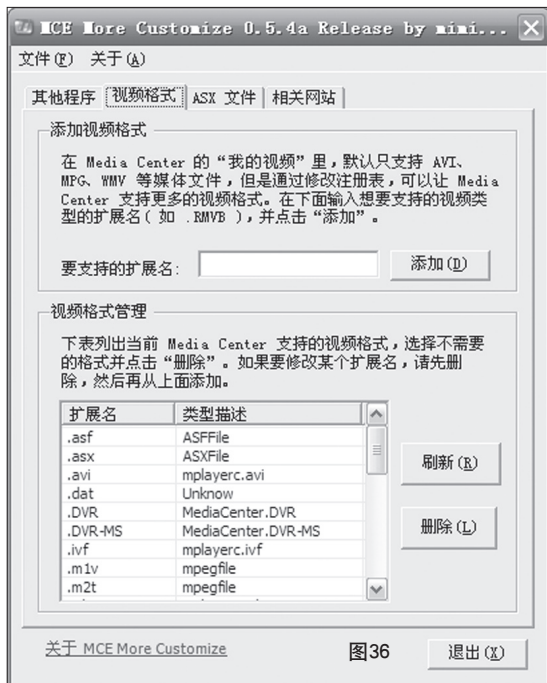 MCE More Customize 0.5.4a Release by mimi...
文件(F) 关于(A)
其他程序 视频格式 ASX 文件 相关网站
添加视频格式
在 Media Center 的“我的视频”里，默认只支持 AVI、
MPG、WMV 等媒体文件，但是通过修改注册表，可以让 Media
Center 支持更多的视频格式。在下面输入想要支持的视频类
型的扩展名( 如 .RMVB )，并点击“添加”。
要支持的扩展名: 添加(D)
视频格式管理
下表列出当前 Media Center 支持的视频格式，选择不需要
的格式并点击“删除”。如果要修改某个扩展名，请先删
除，然后再从上面添加。
扩展名 类型描述
.asf ASFFile
.asx ASXFile
.avi mplayerc.avi
.dat Unknow
.DVR MediaCenter.DVR
.DVR-MS MediaCenter.DVR-MS
.ivf mplayerc.ivf
.m1v mpegfile
.m2t mpegfile
刷新(R)
删除(L)
关于 MCE More Customize 图36 退出(X)